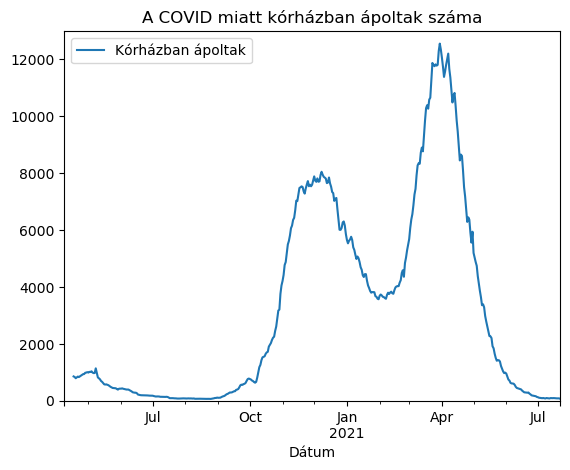 A COVID miatt kórházban ápoltak száma
Kórházban ápoltak
12000
10000
8000
6000
4000
2000
0
Jul Oct Jan Apr Jul
2021
Dátum